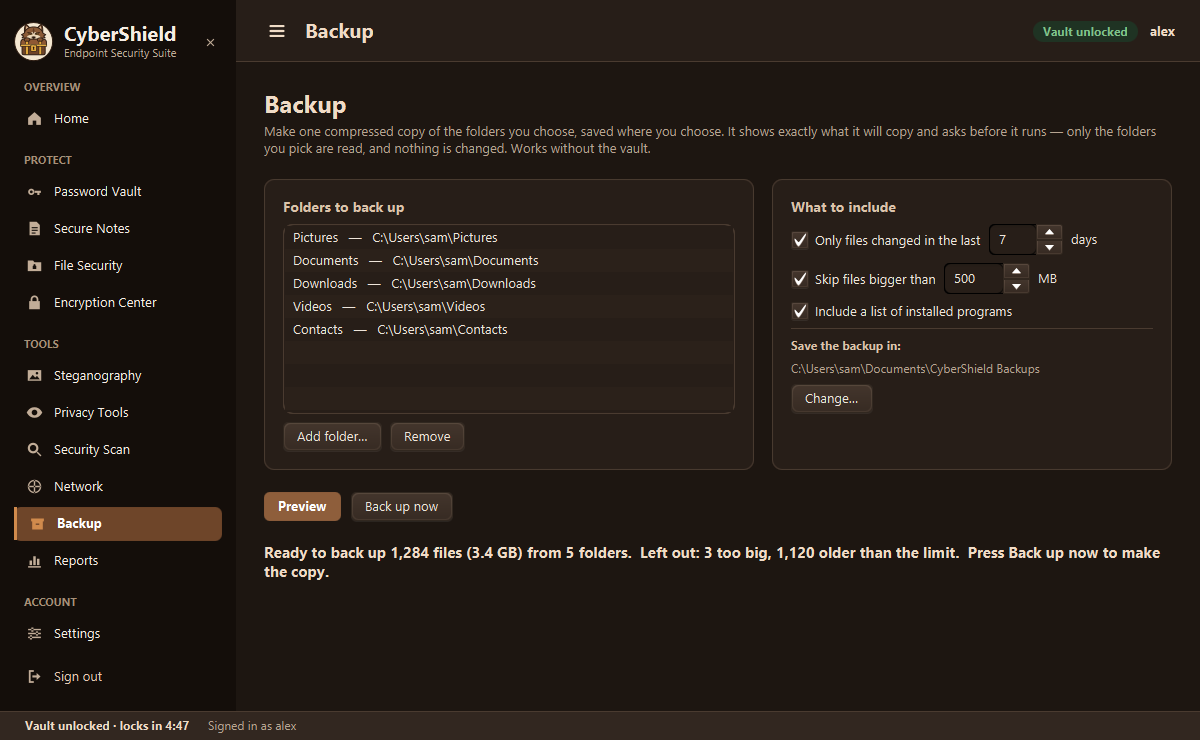 CyberShield
Endpoint Security Suite
×
OVERVIEW
Home
PROTECT
Password Vault
Secure Notes
File Security
Encryption Center
TOOLS
Steganography
Privacy Tools
Security Scan
Network
Backup
Reports
ACCOUNT
Settings
Sign out
Backup
Vault unlocked
alex
Backup
Make one compressed copy of the folders you choose, saved where you choose. It shows exactly what it will copy and asks before it runs — only the folders
you pick are read, and nothing is changed. Works without the vault.
Folders to back up
Pictures — C:\Users\sam\Pictures
Documents — C:\Users\sam\Documents
Downloads — C:\Users\sam\Downloads
Videos — C:\Users\sam\Videos
Contacts — C:\Users\sam\Contacts
Add folder...
Remove
What to include
Only files changed in the last 7 days
Skip files bigger than 500 MB
Include a list of installed programs
Save the backup in:
C:\Users\sam\Documents\CyberShield Backups
Change...
Preview
Back up now
Ready to back up 1,284 files (3.4 GB) from 5 folders. Left out: 3 too big, 1,120 older than the limit. Press Back up now to make
the copy.
Vault unlocked · locks in 4:47
Signed in as alex